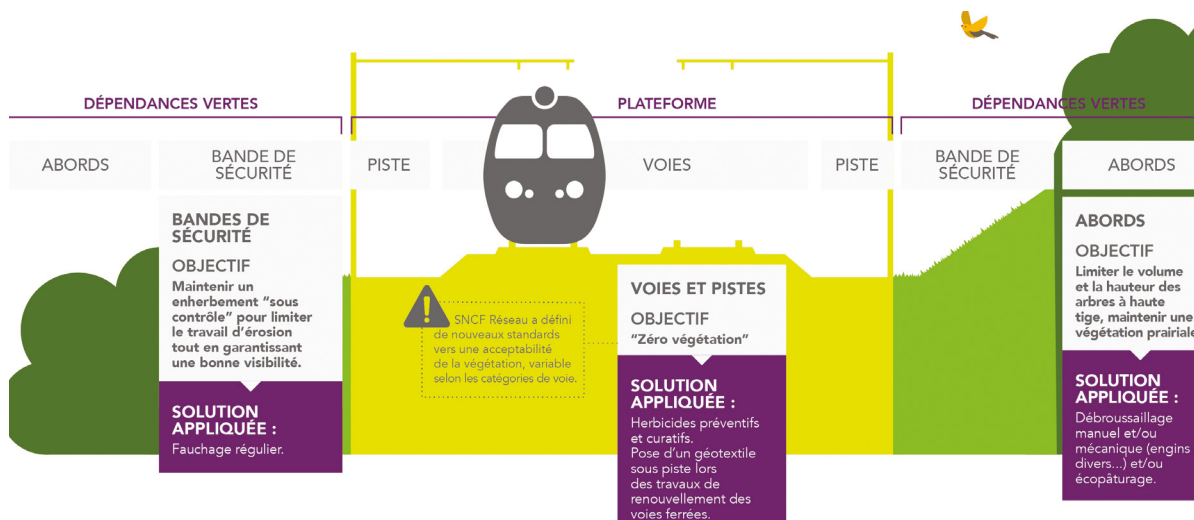 DÉPENDANCES VERTES
PLATEFORME
DÉPENDANCES VERTES
ABORDS
BANDE DE
SÉCURITÉ
PISTE
VOIES
PISTE
BANDE DE
SÉCURITÉ
ABORDS
BANDES DE
SÉCURITÉ
OBJECTIF
Maintenir un
enherbement “sous
contrôle” pour limiter
le travail d’érosion
tout en garantissant
une bonne visibilité.
SOLUTION
APPLIQUÉE :
Fauchage régulier.
SNCF Réseau a défini
de nouveaux standards
vers une acceptabilité
de la végétation, variable
selon les catégories de voie.
VOIES ET PISTES
OBJECTIF
“Zéro végétation”
SOLUTION
APPLIQUÉE :
Herbicides préventifs
et curatifs.
Pose d’un géotextile
sous piste lors
des travaux de
renouvellement des
voies ferrées.
ABORDS
OBJECTIF
Limiter le volume
et la hauteur des
arbres à haute
tige, maintenir une
végétation prairiale
SOLUTION
APPLIQUÉE :
Débroussaillage
manuel et/ou
mécanique (engins
divers...) et/ou
écopâturage.